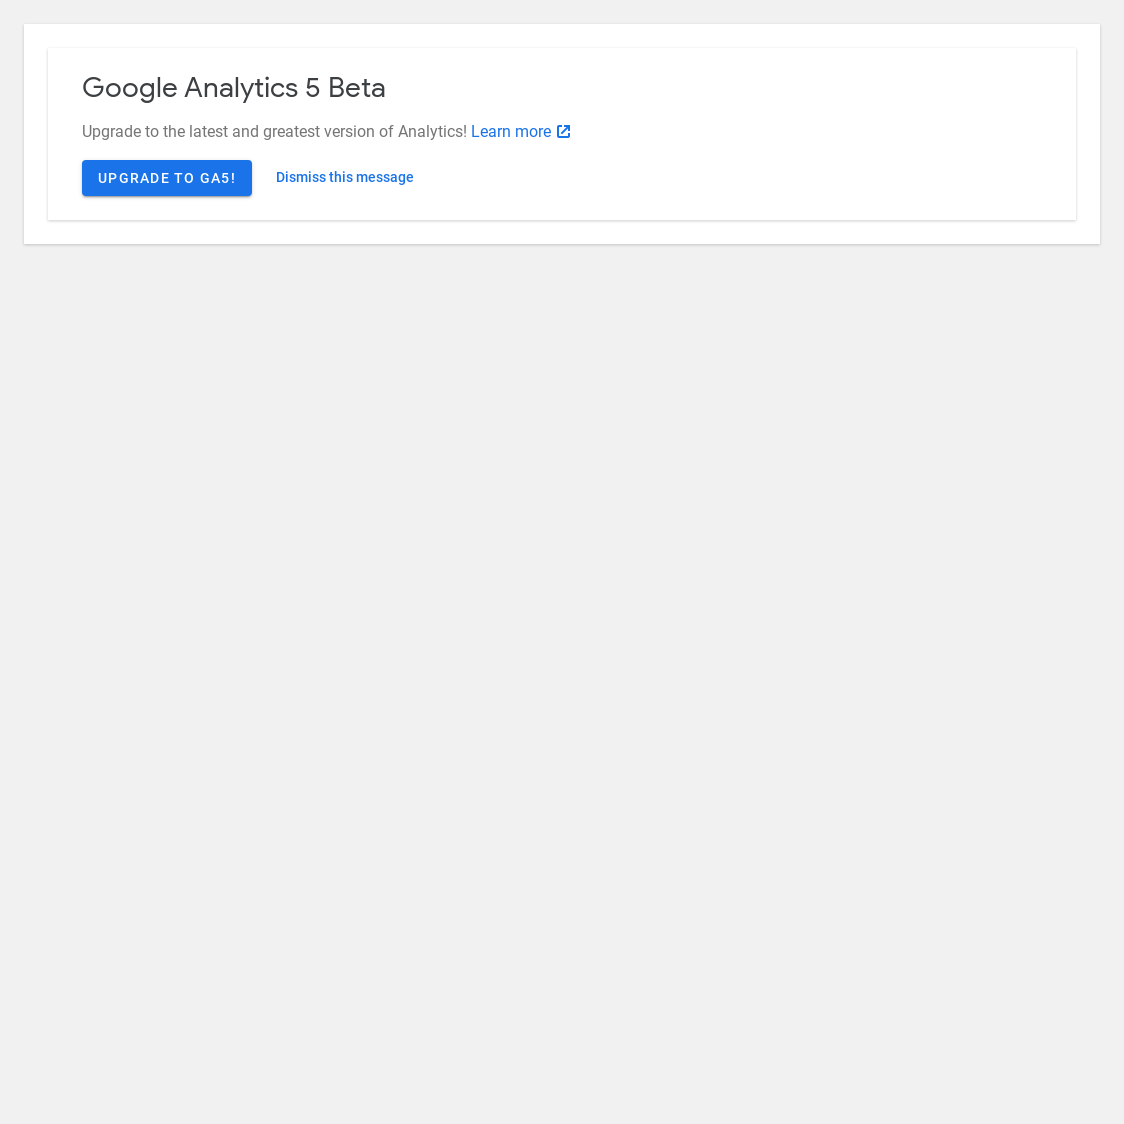 Google Analytics 5 Beta
Upgrade to the latest and greatest version of Analytics! Learn more
UPGRADE TO GA5!
Dismiss this message